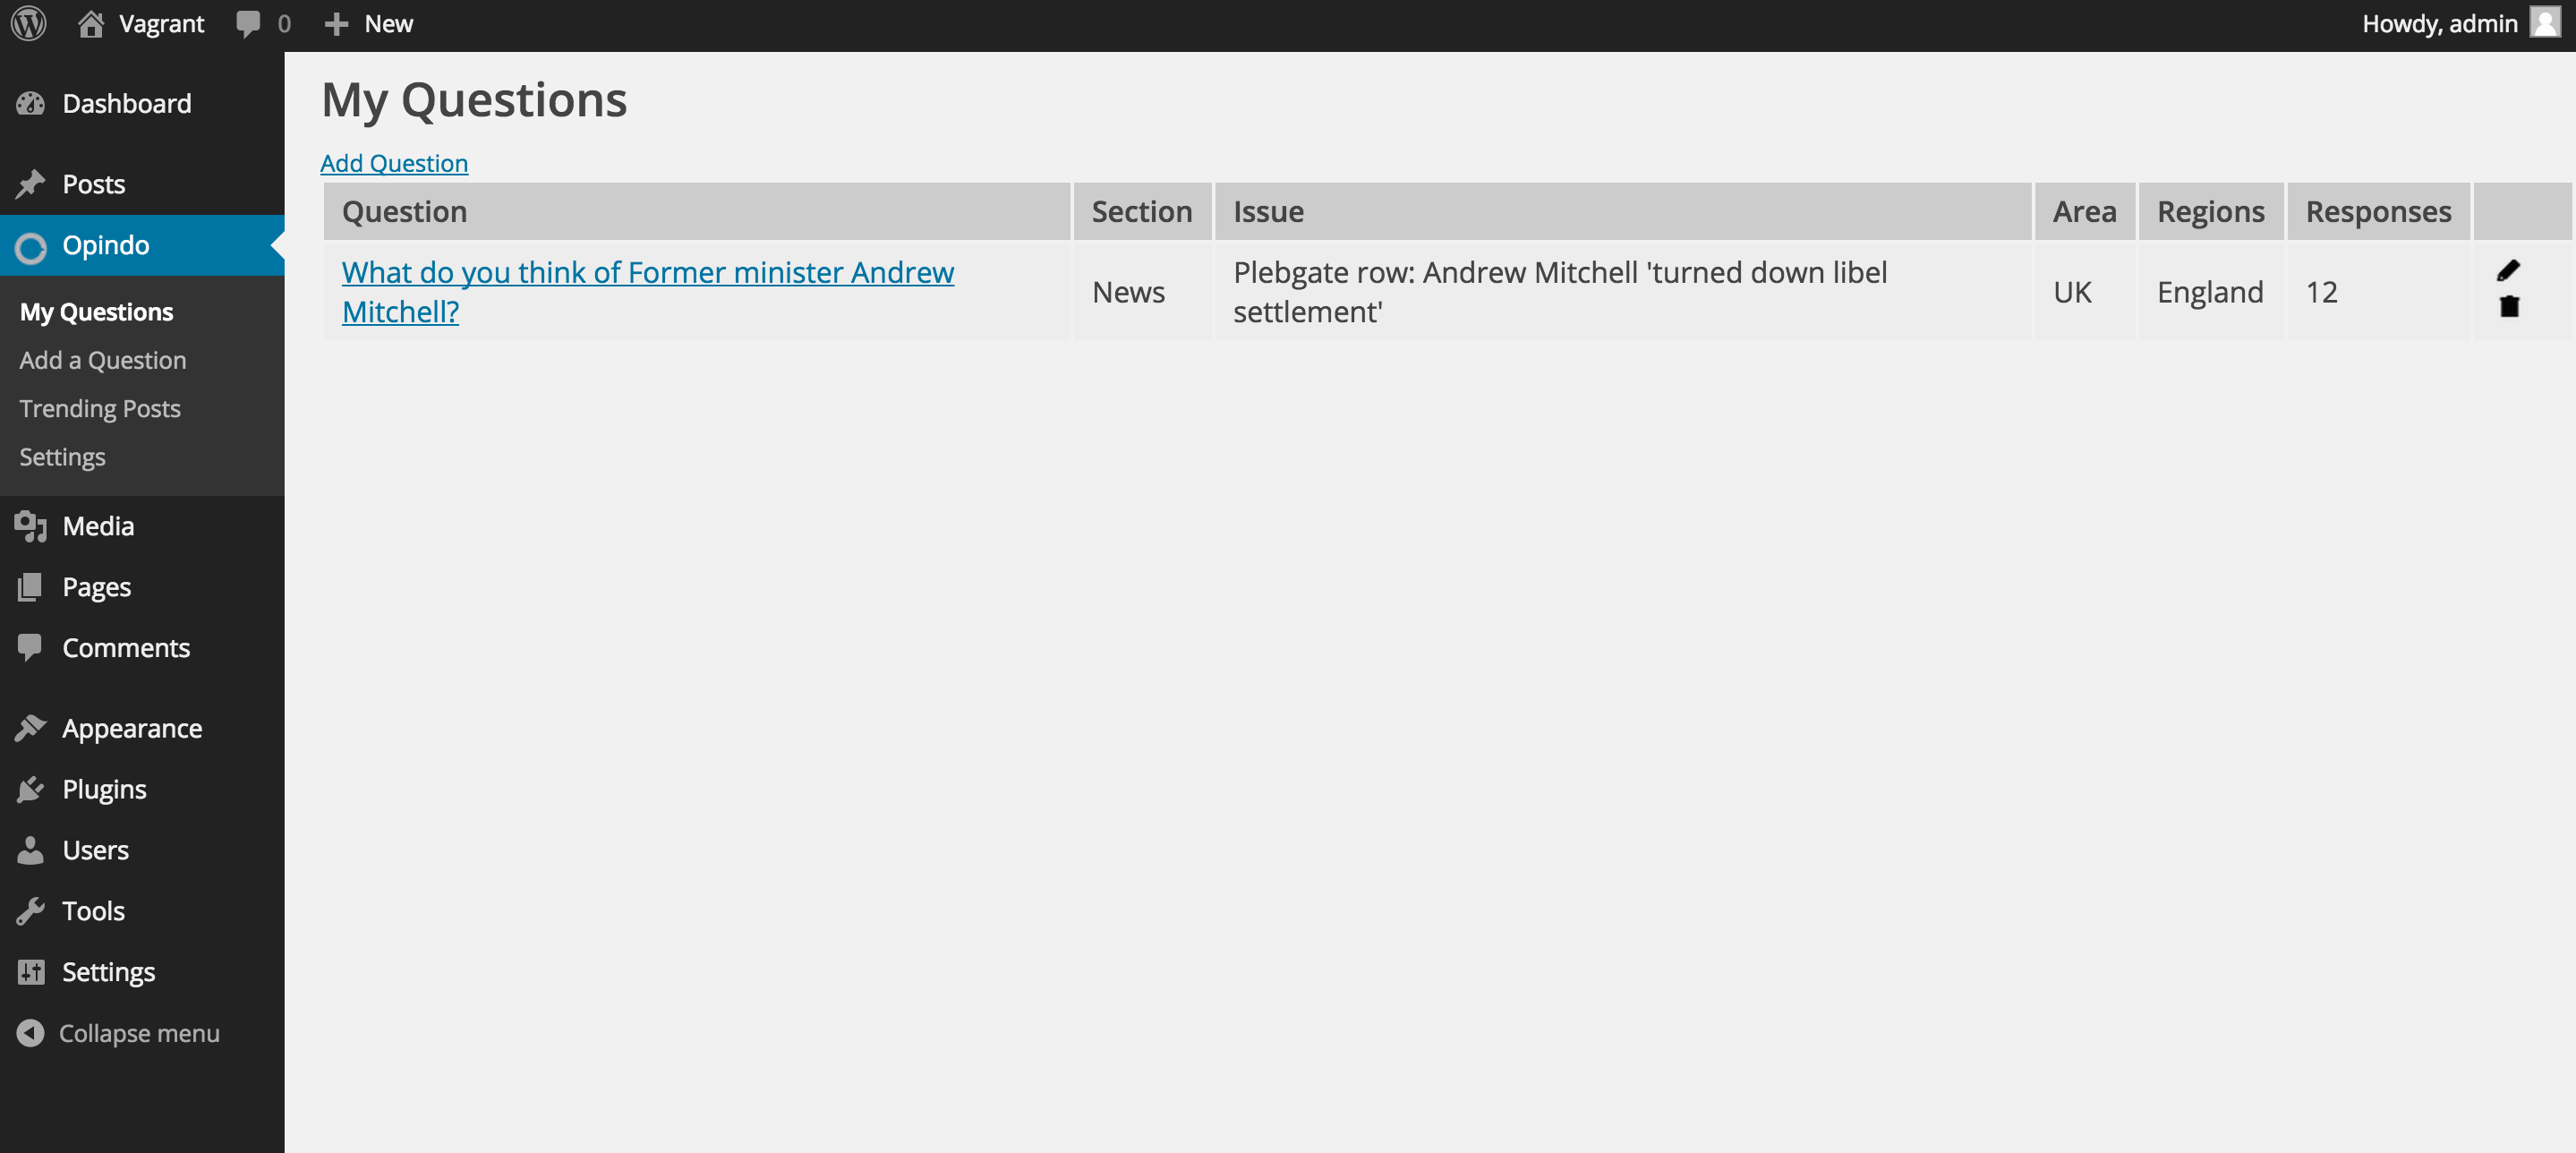 Vagrant 0 New Howdy, admin
Dashboard
Posts
Opindo
My Questions
Add a Question
Trending Posts
Settings
Media
Pages
Comments
Appearance
Plugins
Users
Tools
Settings
Collapse menu
My Questions
Add Question
Question Section Issue Area Regions Responses
What do you think of Former minister Andrew
Mitchell?
News
Plebgate row: Andrew Mitchell 'turned down libel
settlement'
UK
England
12